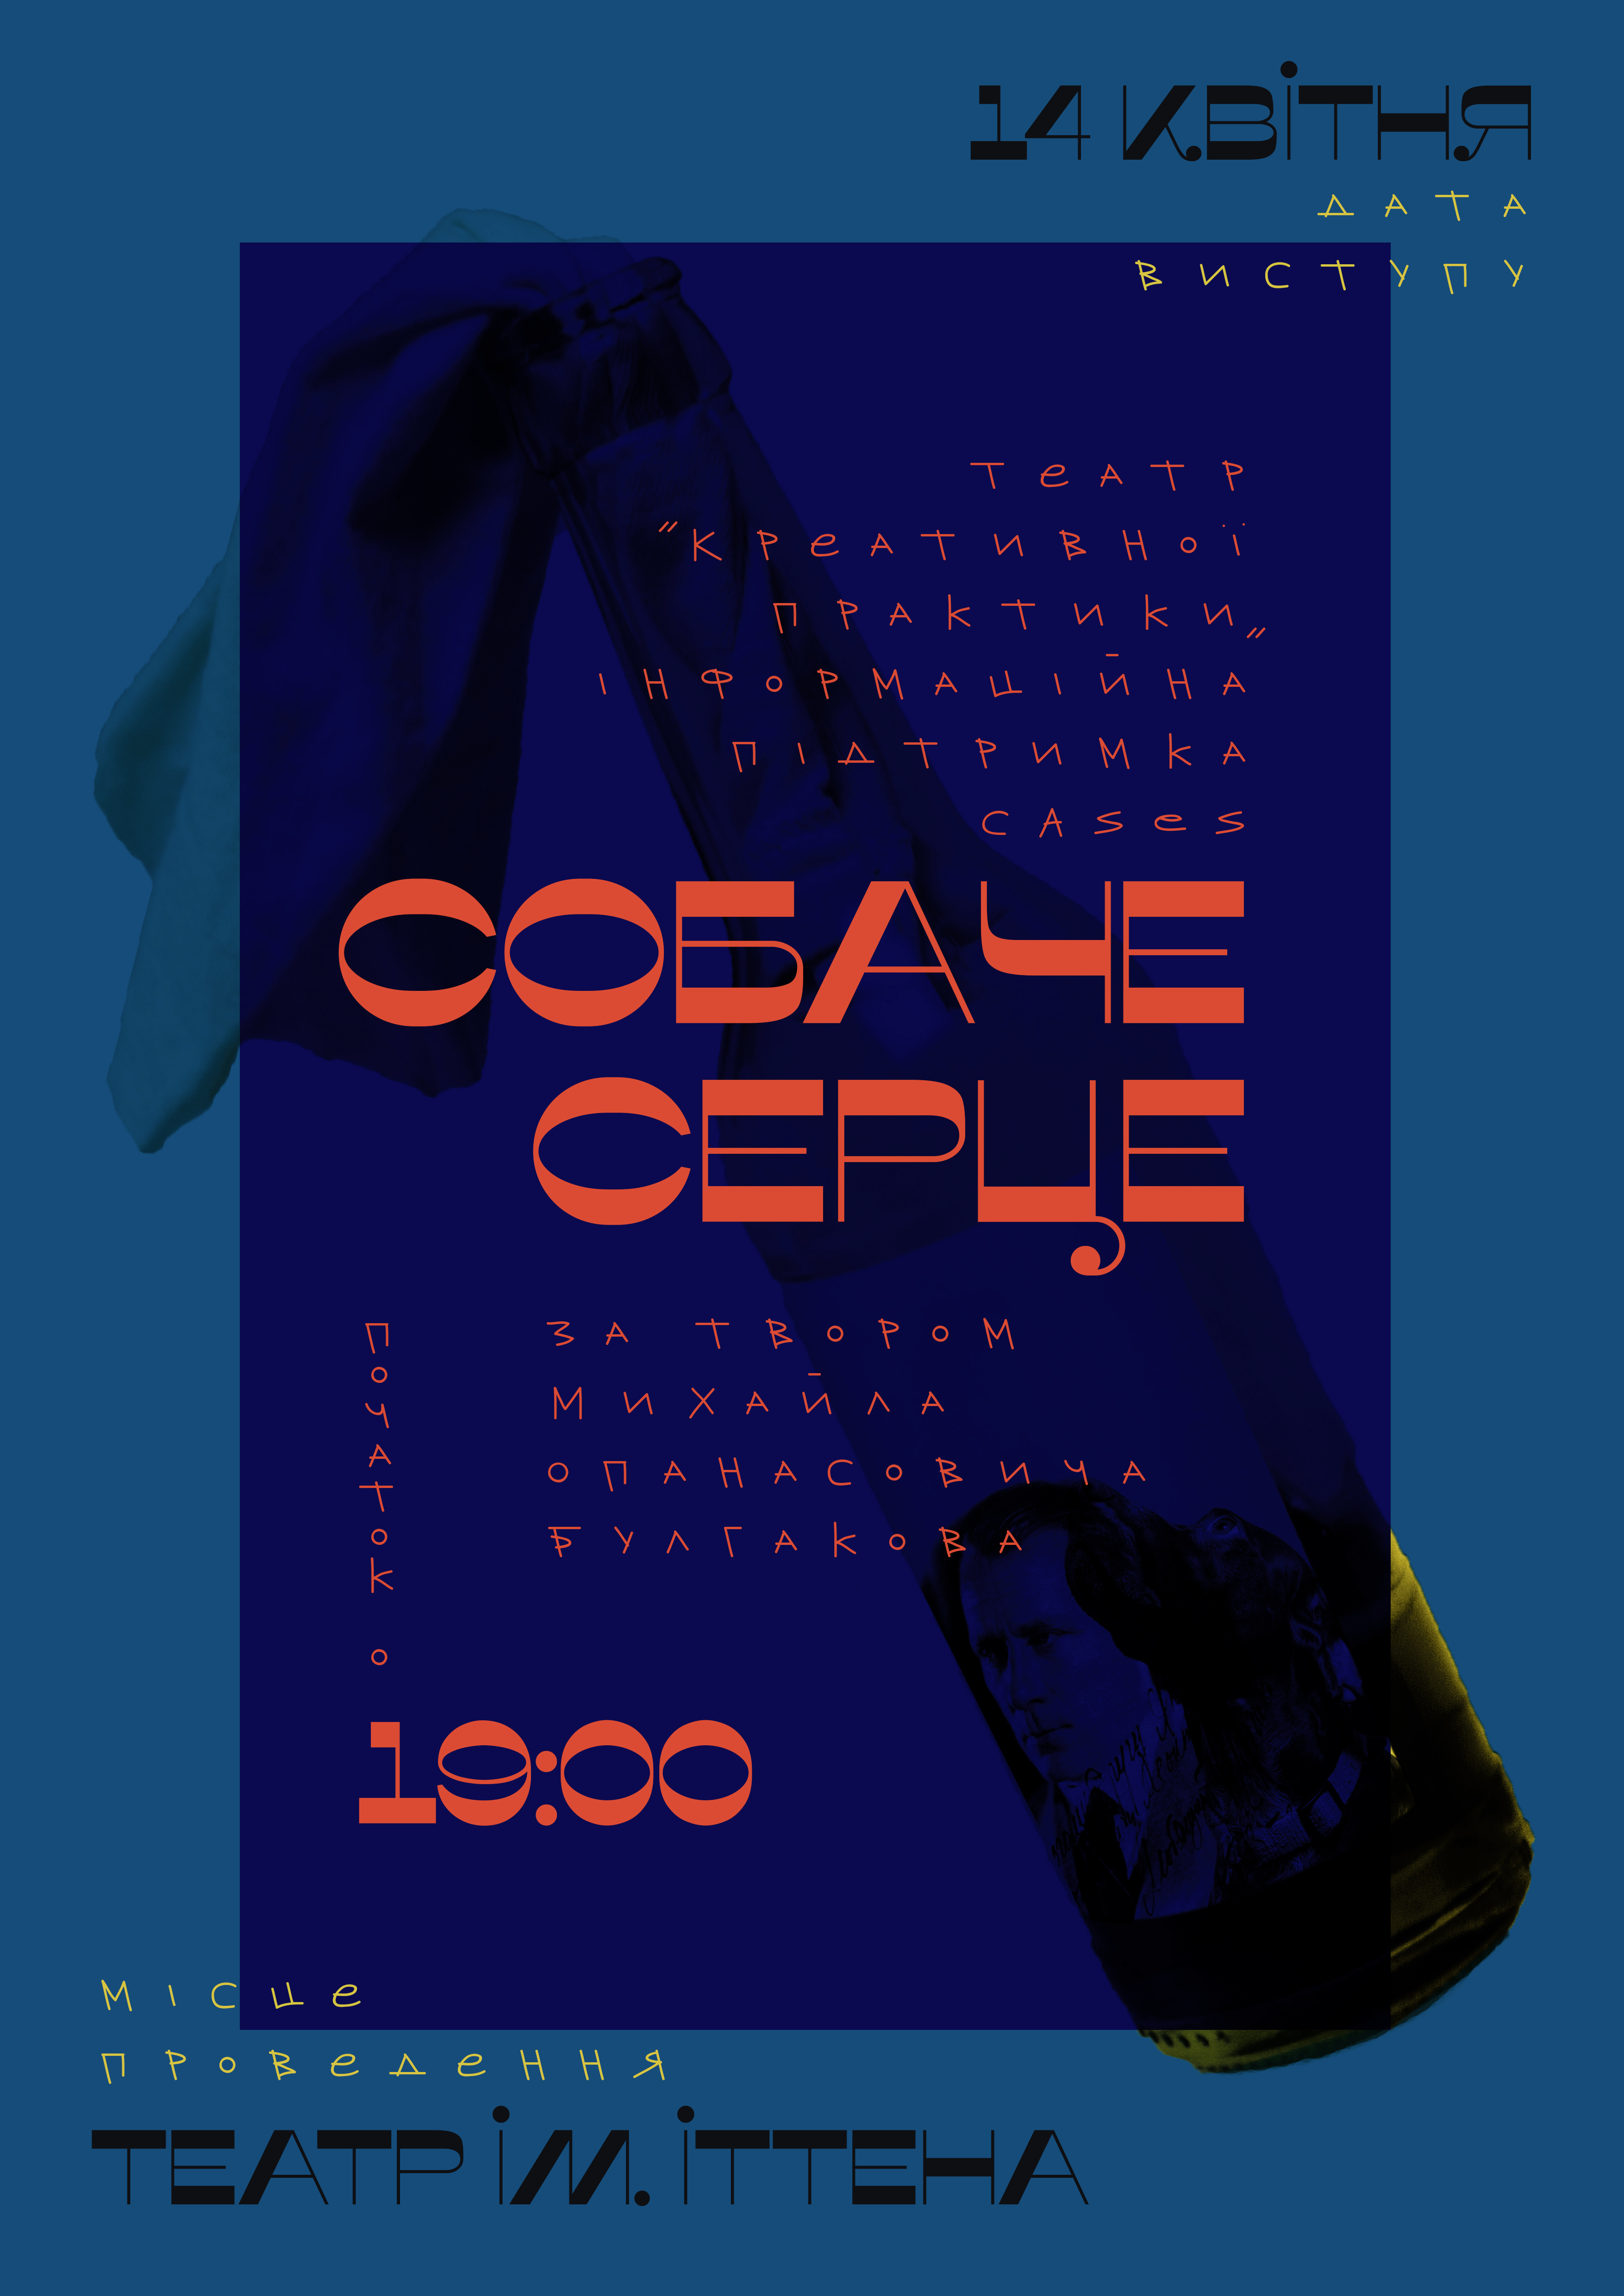 14 КВІТНЯ
ДАТА
ВИСТУПУ
ТеАТР
"КРеАТИВНОЇ
ПРАКТИКИ„
ІНФОРМАЦІЙНА
ПІДТРИМКА
CAses
СОБАЧЕ
СЕРЦЕ
ПОЧАТОК О
19:00
ЗА ТВОРОМ
МИХАЙЛА
ОПАНАСОВИЧА
БУЛГАКОВА
МІСЦе
ПРОВеДеННЯ
ТЕАТР ІМ. ІТТЕНА